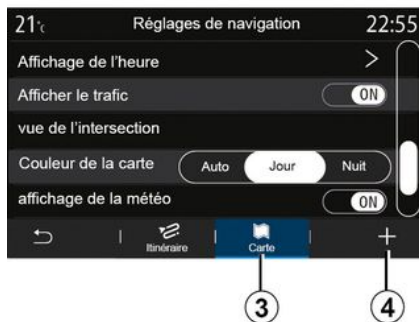 21°c Réglages de navigation 22:55
Affichage de l'heure >
Afficher le trafic ON
vue de l'intersection
Couleur de la carte Auto Jour Nuit
affichage de la météo ON
Itinéraire Carte +
3 4